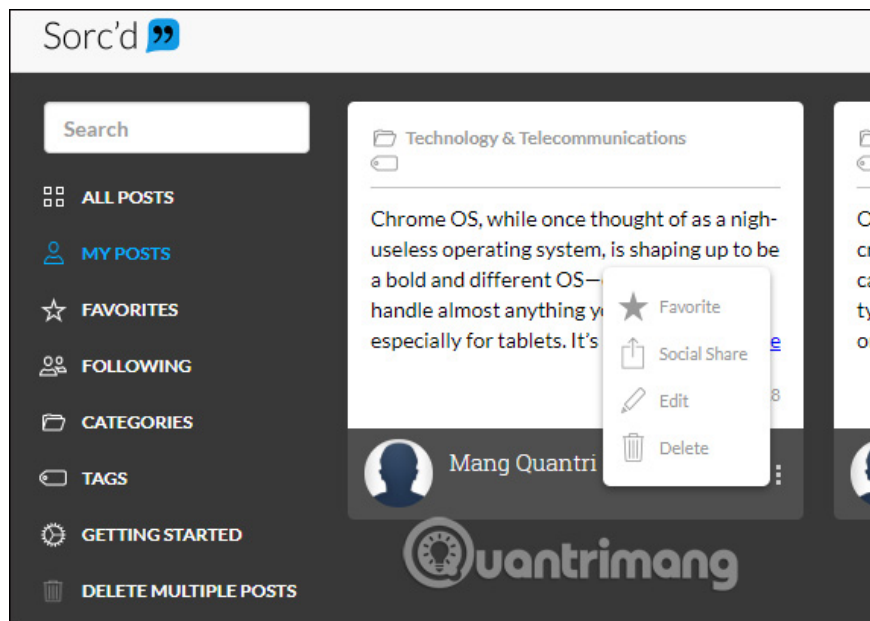 Sorc'd
Search
ALL POSTS
MY POSTS
FAVORITES
FOLLOWING
CATEGORIES
TAGS
GETTING STARTED
DELETE MULTIPLE POSTS
Technology & Telecommunications
Chrome OS, while once thought of as a nigh-
useless operating system, is shaping up to be
a bold and different OS—
handle almost anything
especially for tablets. It's
8
Mang Quantri
Favorite
Social Share
Edit
Delete
Quantrimang